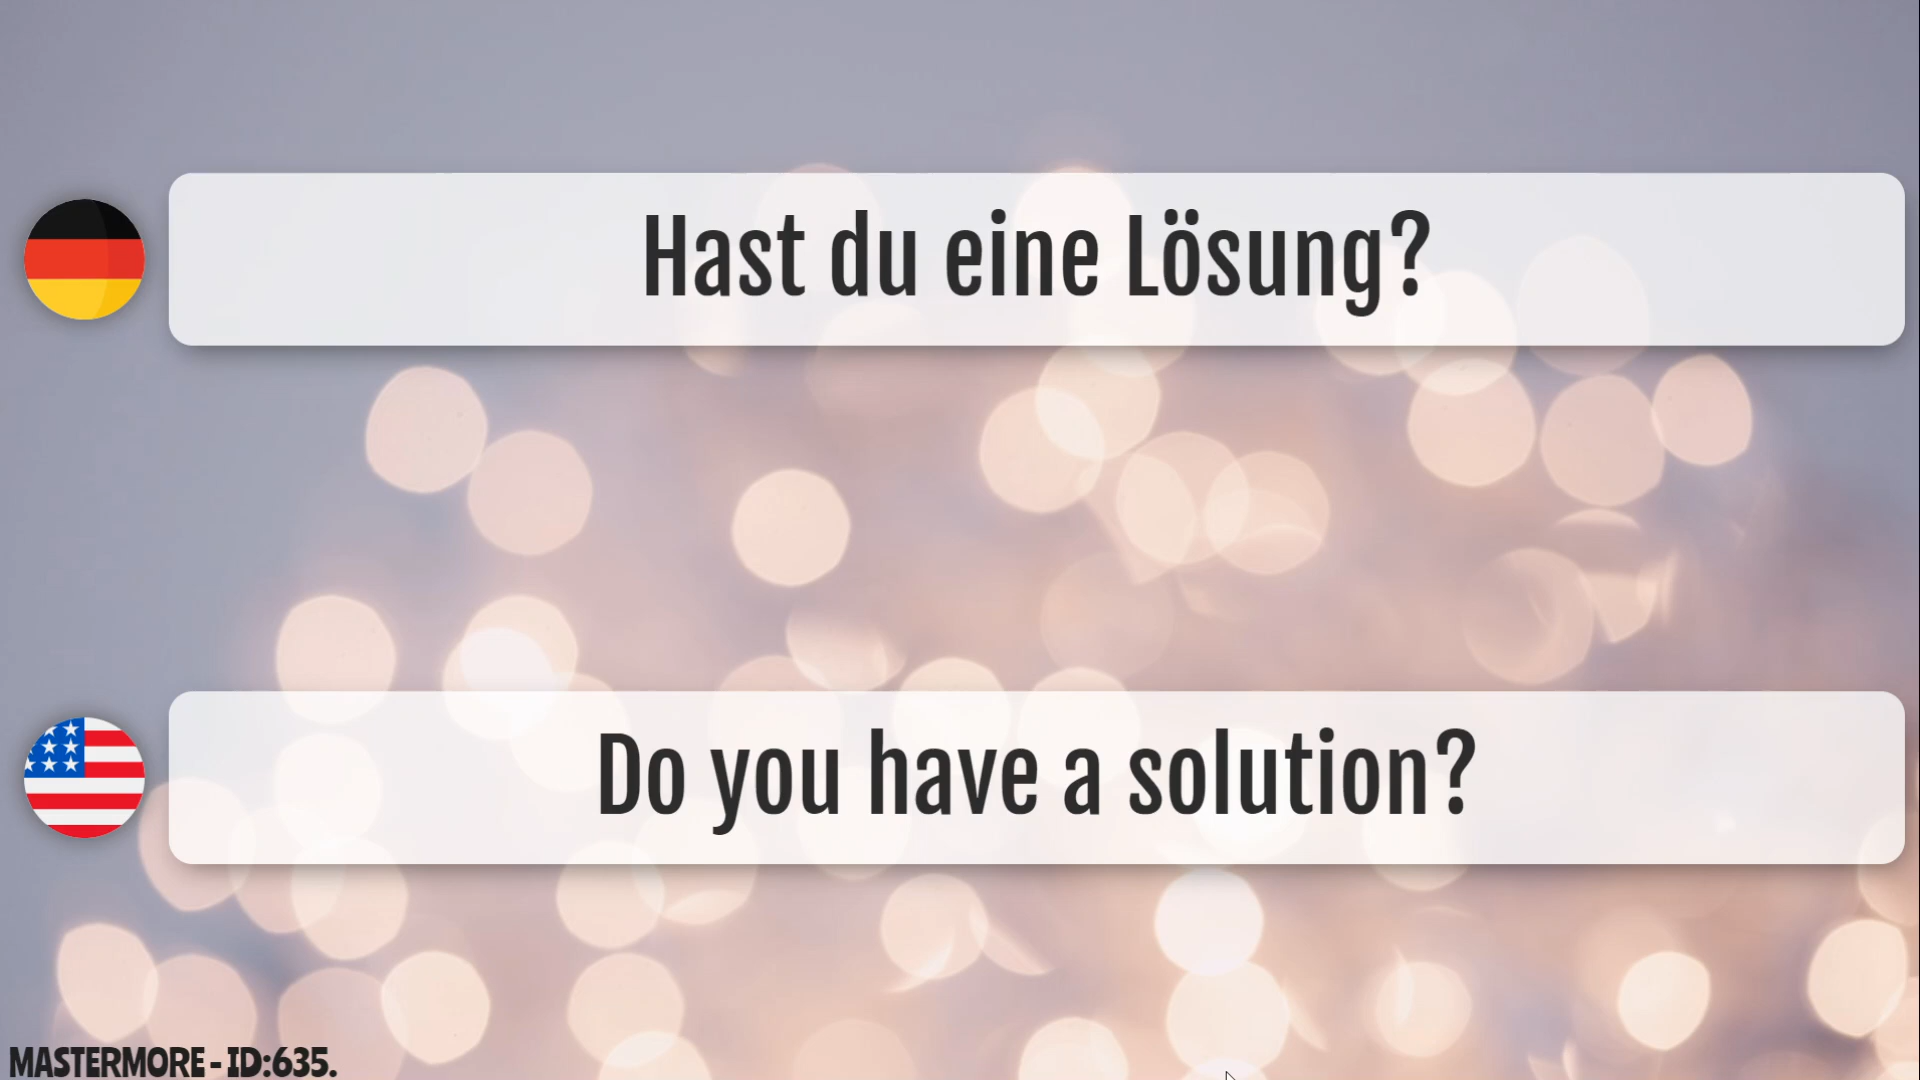 Hast du eine Lösung?
Do you have a solution?
MASTERMORE - ID:635.